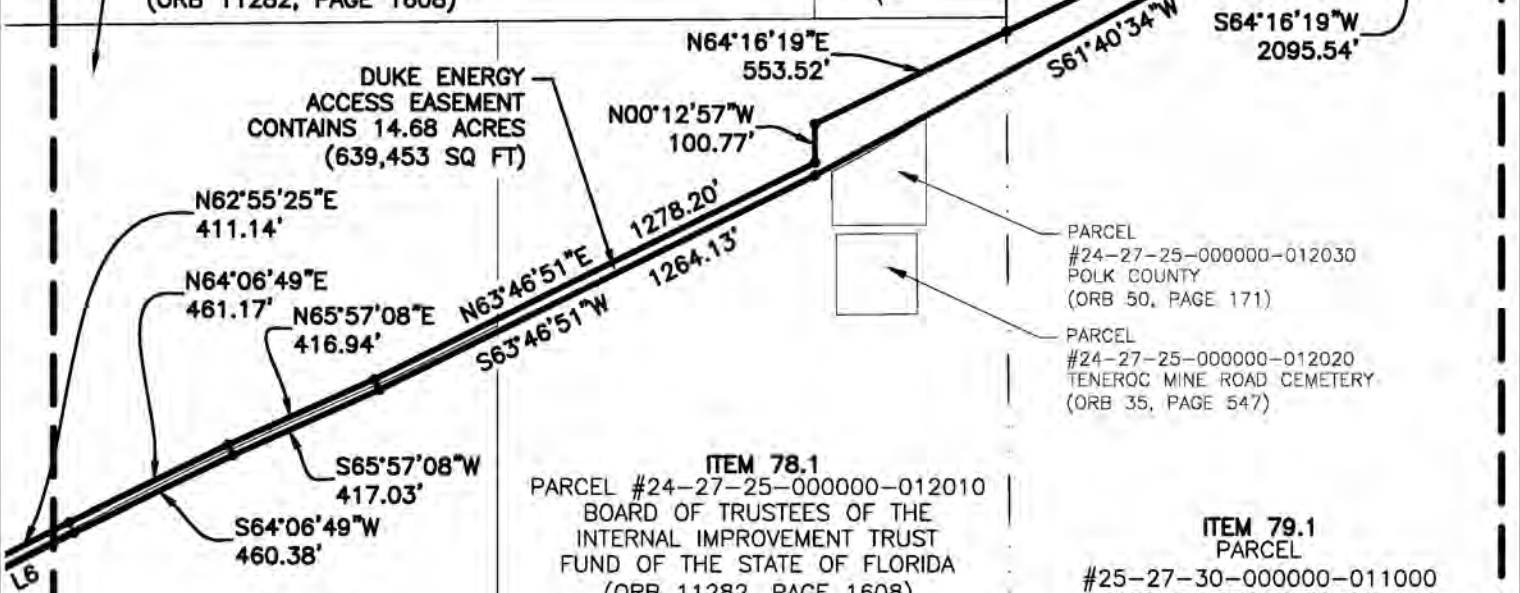 (ORB 11282, PAGE 1608)
N64°16'19"E
553.52'
S61°40'34"W
S64°16'19"W
2095.54'
DUKE ENERGY
ACCESS EASEMENT
CONTAINS 14.68 ACRES
(639,453 SQ FT)
N00°12'57"W
100.77'
N62°55'25"E
411.14'
1278.20'
1264.13'
N63°46'51"E
S63°46'51"W
N64°06'49"E
461.17'
N65°57'08"E
416.94'
PARCEL
#24-27-25-000000-012030
POLK COUNTY
(ORB 50, PAGE 171)
PARCEL
#24-27-25-000000-012020
TENEROC MINE ROAD CEMETERY
(ORB 35, PAGE 547)
S65°57'08"W
417.03'
S64°06'49"W
460.38'
L6
ITEM 78.1
PARCEL #24-27-25-000000-012010
BOARD OF TRUSTEES OF THE
INTERNAL IMPROVEMENT TRUST
FUND OF THE STATE OF FLORIDA
(ORB 11282, PAGE 1608)
ITEM 79.1
PARCEL
#25-27-30-000000-011000